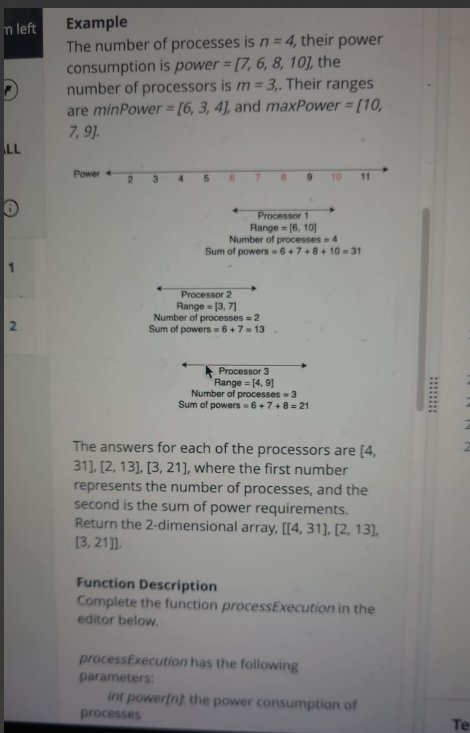 m left
Example
The number of processes is n = 4, their power
consumption is power = [7, 6, 8, 10], the
number of processors is m = 3,. Their ranges
are minPower = [6, 3, 4], and maxPower = [10,
7, 9].
ALL
Power 2 3 4 5 6 7 8 9 10 11
Processor 1
Range = [6, 10]
Number of processes = 4
Sum of powers = 6 + 7 + 8 + 10 = 31
1
Processor 2
Range = [3, 7]
Number of processes = 2
Sum of powers = 6 + 7 = 13
2
Processor 3
Range = [4, 9]
Number of processes = 3
Sum of powers = 6 + 7 + 8 = 21
The answers for each of the processors are [4,
31], [2, 13], [3, 21], where the first number
represents the number of processes, and the
second is the sum of power requirements.
Return the 2-dimensional array, [[4, 31], [2, 13],
[3, 21]].
Function Description
Complete the function processExecution in the
editor below.
processExecution has the following
parameters:
int power[n]: the power consumption of
processes
Te